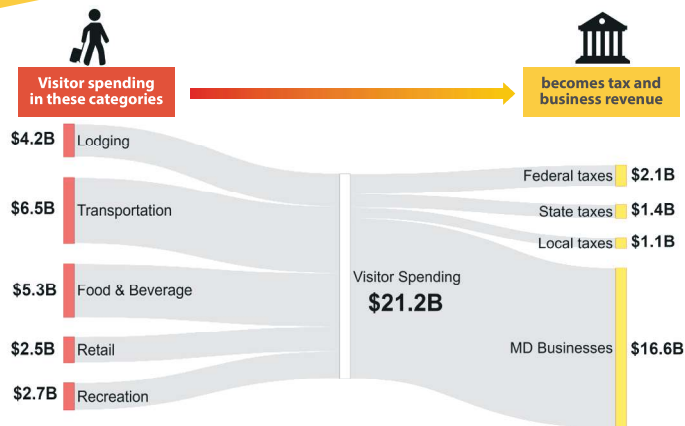 Visitor spending
in these categories
becomes tax and
business revenue
$4.2B Lodging
$6.5B Transportation
$5.3B Food & Beverage
$2.5B Retail
$2.7B Recreation
Visitor Spending
$21.2B
Federal taxes $2.1B
State taxes $1.4B
Local taxes $1.1B
MD Businesses $16.6B